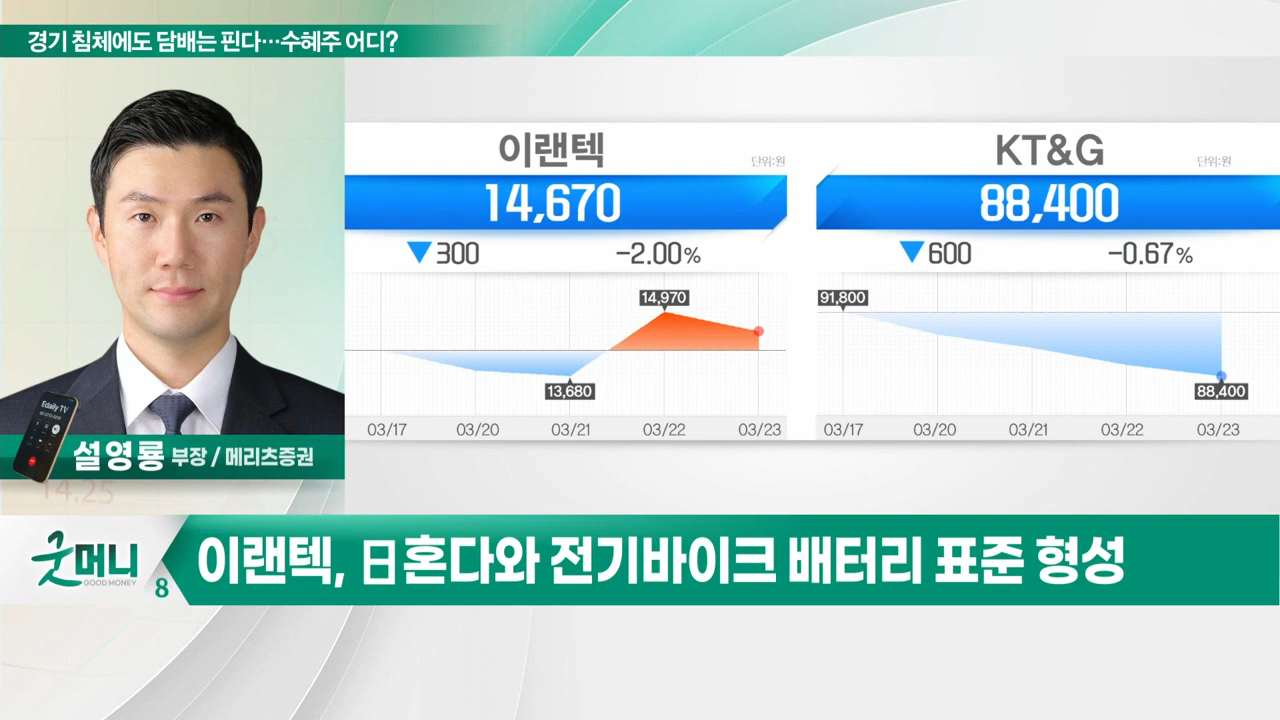 경기 침체에도 담배는 핀다…수혜주 어디?
이랜텍
단위:원
14,670
▼300 -2.00%
14,970
13,680
03/17 03/20 03/21 03/22 03/23
KT&G
단위:원
88,400
▼600 -0.67%
91,800
88,400
03/17 03/20 03/21 03/22 03/23
Edaily TV
설영룡 부장 / 메리츠증권
14.25
굿머니
GOOD MONEY
8
이랜텍, 日혼다와 전기바이크 배터리 표준 형성